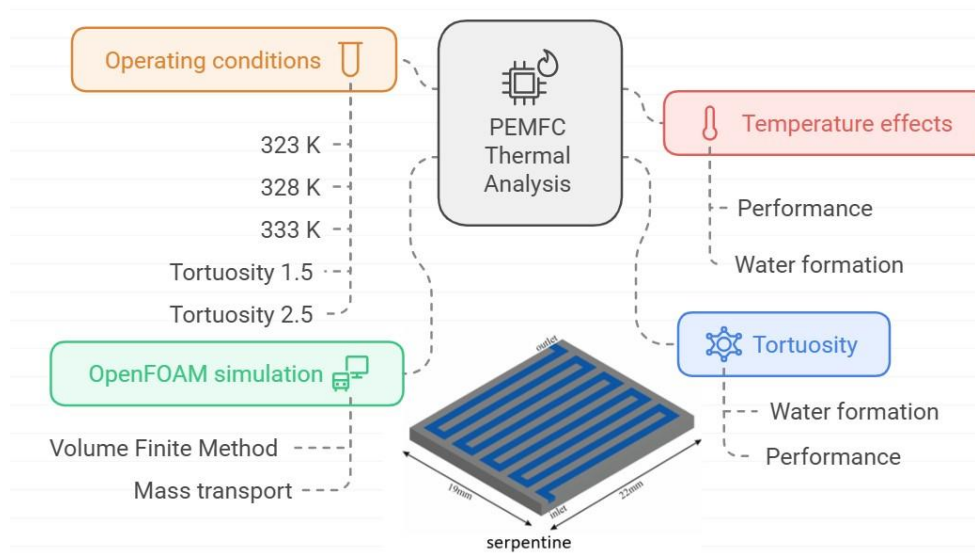 Operating conditions
323 K
328 K
333 K
Tortuosity 1.5
Tortuosity 2.5
PEMFC
Thermal
Analysis
Temperature effects
Performance
Water formation
OpenFOAM simulation
Volume Finite Method
Mass transport
Tortuosity
Water formation
Performance
outlet
19mm
inlet
22mm
serpentine